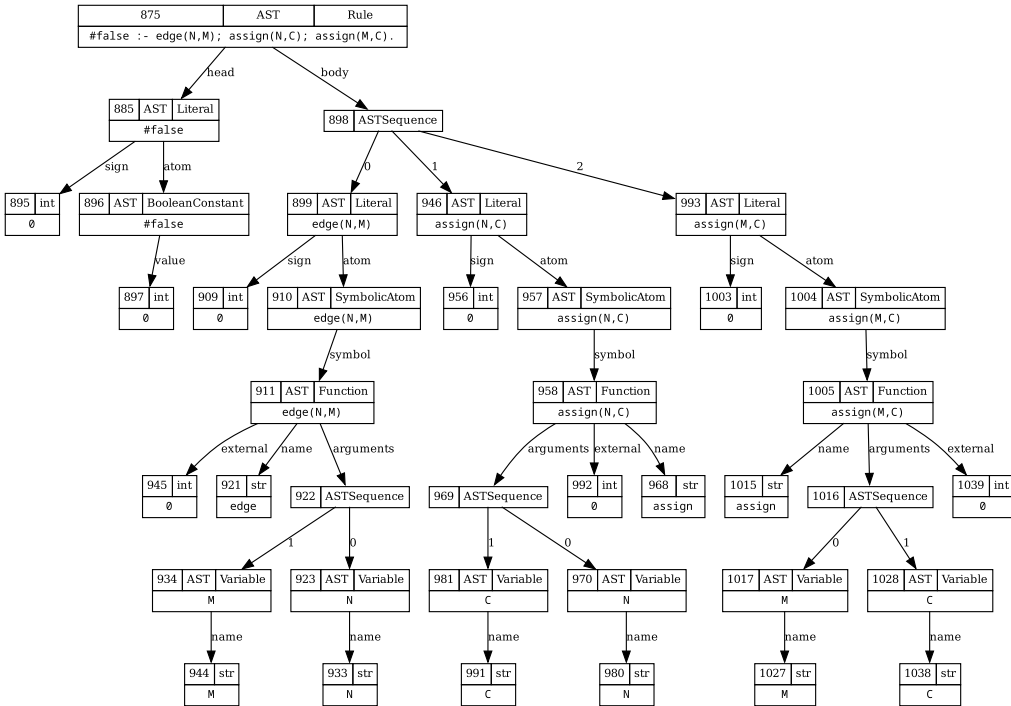 875 AST Rule
#false :- edge(N,M); assign(N,C); assign(M,C).
head body
885 AST Literal
#false
898 ASTSequence
sign atom 0 1 2
895 int
0
896 AST BooleanConstant
#false
899 AST Literal
edge(N,M)
946 AST Literal
assign(N,C)
993 AST Literal
assign(M,C)
value sign atom sign atom sign atom
897 int
0
909 int
0
910 AST SymbolicAtom
edge(N,M)
956 int
0
957 AST SymbolicAtom
assign(N,C)
1003 int
0
1004 AST SymbolicAtom
assign(M,C)
symbol symbol symbol
911 AST Function
edge(N,M)
958 AST Function
assign(N,C)
1005 AST Function
assign(M,C)
external name arguments arguments external name name arguments external
945 int
0
921 str
edge
922 ASTSequence
969 ASTSequence
992 int
0
968 str
assign
1015 str
assign
1016 ASTSequence
1039 int
0
1 0 1 0 0 1
934 AST Variable
M
923 AST Variable
N
981 AST Variable
C
970 AST Variable
N
1017 AST Variable
M
1028 AST Variable
C
name name name name name name
944 str
M
933 str
N
991 str
C
980 str
N
1027 str
M
1038 str
C